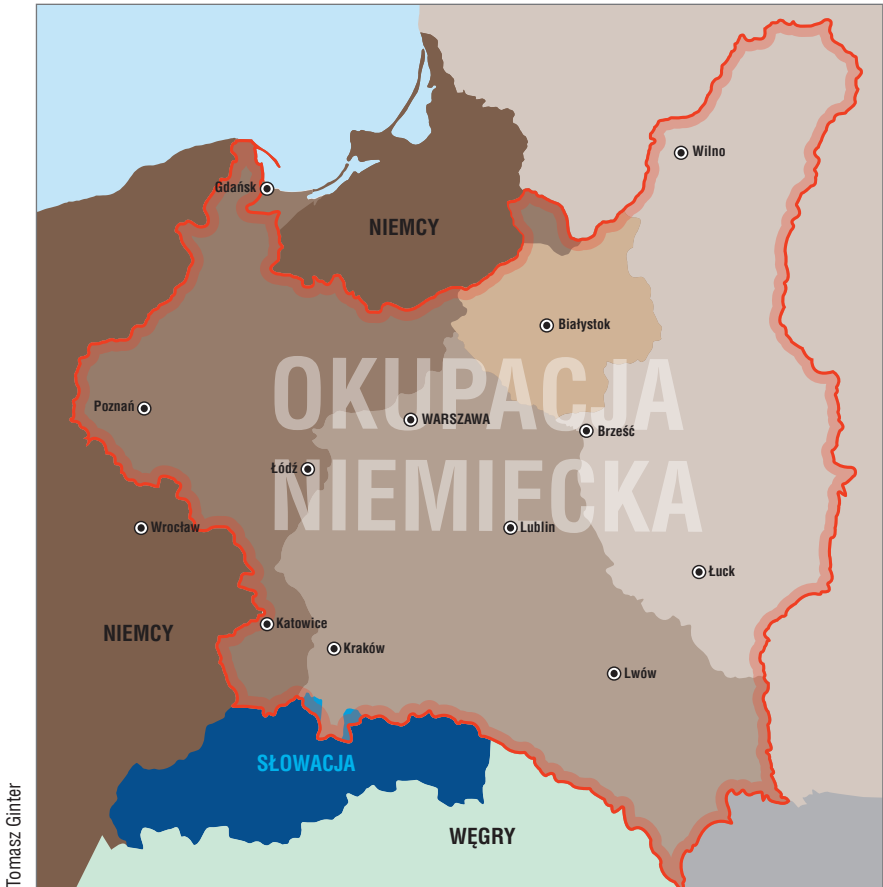 Wilno
Gdańsk
NIEMCY
Białystok
OKUPACJA
NIEMIECKA
Poznań
WARSZAWA
Brześć
Łódź
Wrocław
Lublin
Łuck
Katowice
NIEMCY
Kraków
Lwów
SŁOWACJA
WĘGRY
Tomasz Ginter